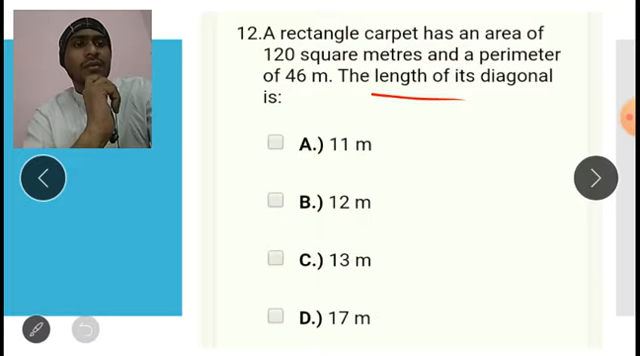 12.A rectangle carpet has an area of
120 square metres and a perimeter
of 46 m. The length of its diagonal
is:
A.) 11 m
B.) 12 m
C.) 13 m
D.) 17 m